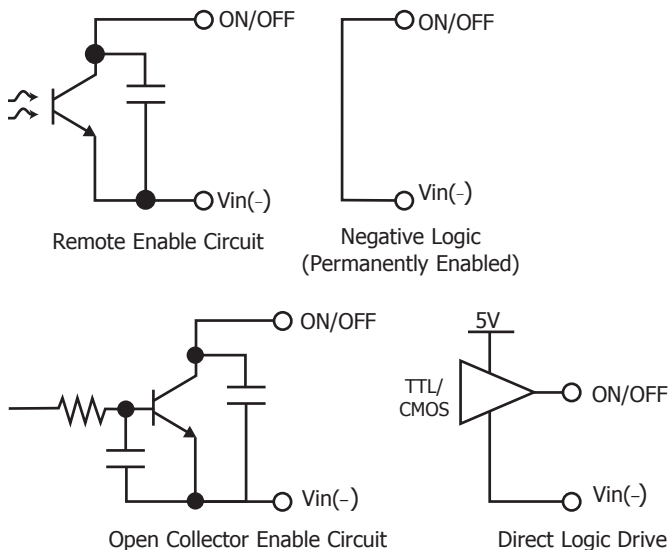 ON/OFF
Vin(–)
Remote Enable Circuit
ON/OFF
Vin(–)
Negative Logic
(Permanently Enabled)
ON/OFF
Vin(–)
Open Collector Enable Circuit
5V
TTL/
CMOS
ON/OFF
Vin(–)
Direct Logic Drive